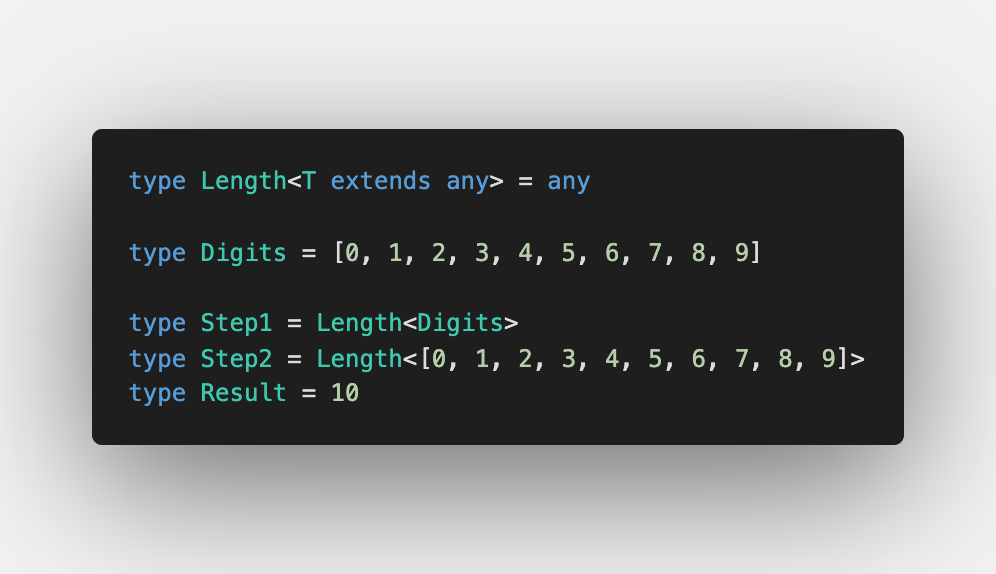 type Length<T extends any> = any
type Digits = [0, 1, 2, 3, 4, 5, 6, 7, 8, 9]
type Step1 = Length<Digits>
type Step2 = Length<[0, 1, 2, 3, 4, 5, 6, 7, 8, 9]>
type Result = 10